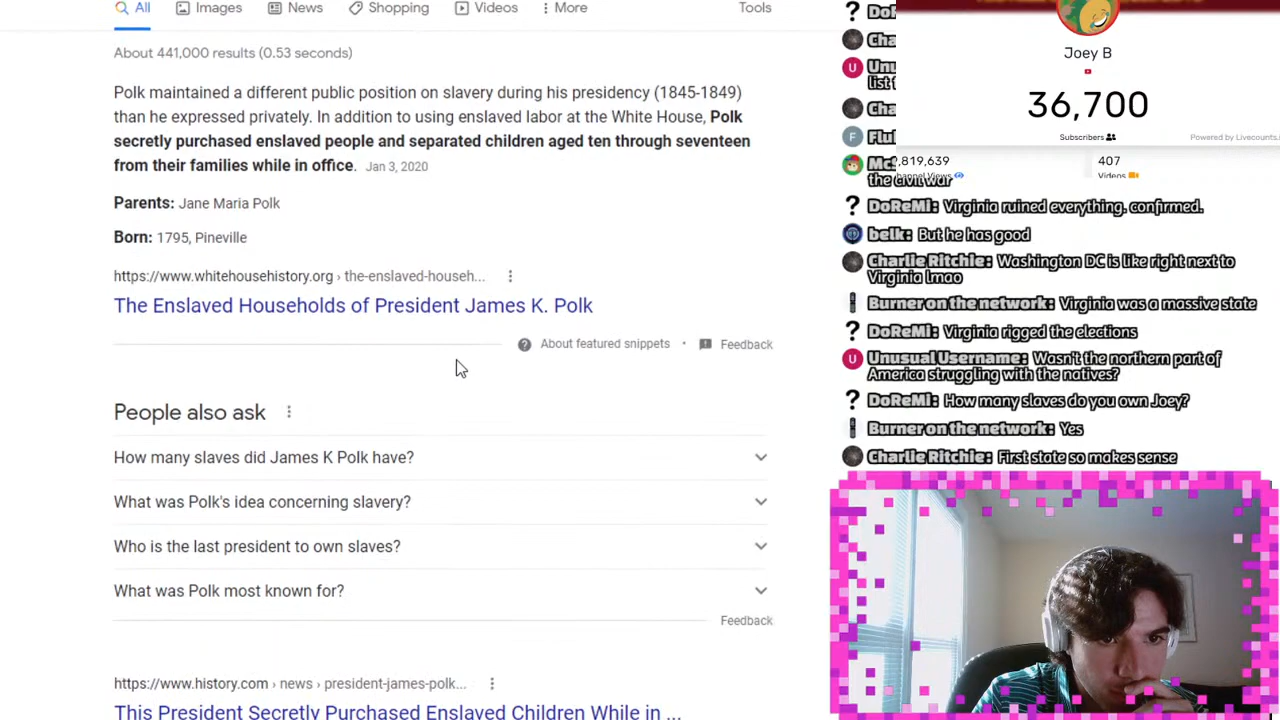 All
Images
News
Shopping
Videos
More
Tools
About 441,000 results (0.53 seconds)
Polk maintained a different public position on slavery during his presidency (1845-1849)
than he expressed privately. In addition to using enslaved labor at the White House, Polk
secretly purchased enslaved people and separated children aged ten through seventeen
from their families while in office. Jan 3, 2020
Parents: Jane Maria Polk
Born: 1795, Pineville
https://www.whitehousehistory.org › the-enslaved-househ...
The Enslaved Households of President James K. Polk
About featured snippets
Feedback
People also ask
How many slaves did James K Polk have?
What was Polk's idea concerning slavery?
Who is the last president to own slaves?
What was Polk most known for?
Feedback
https://www.history.com › news › president-james-polk...
This President Secretly Purchased Enslaved Children While in ...
Joey B
36,700
Subscribers
Powered by Livecounts.
,819,639
407
Videos
list
the civil war
DoReMi: Virginia ruined everything. confirmed.
belk: But he has good
Charlie Ritchie: Washington DC is like right next to
Virginia lmao
Burner on the network: Virginia was a massive state
DoReMi: Virginia rigged the elections
U
Unusual Username: Wasn't the northern part of
America struggling with the natives?
DoReMi: How many slaves do you own Joey?
Burner on the network: Yes
Charlie Ritchie: First state so makes sense